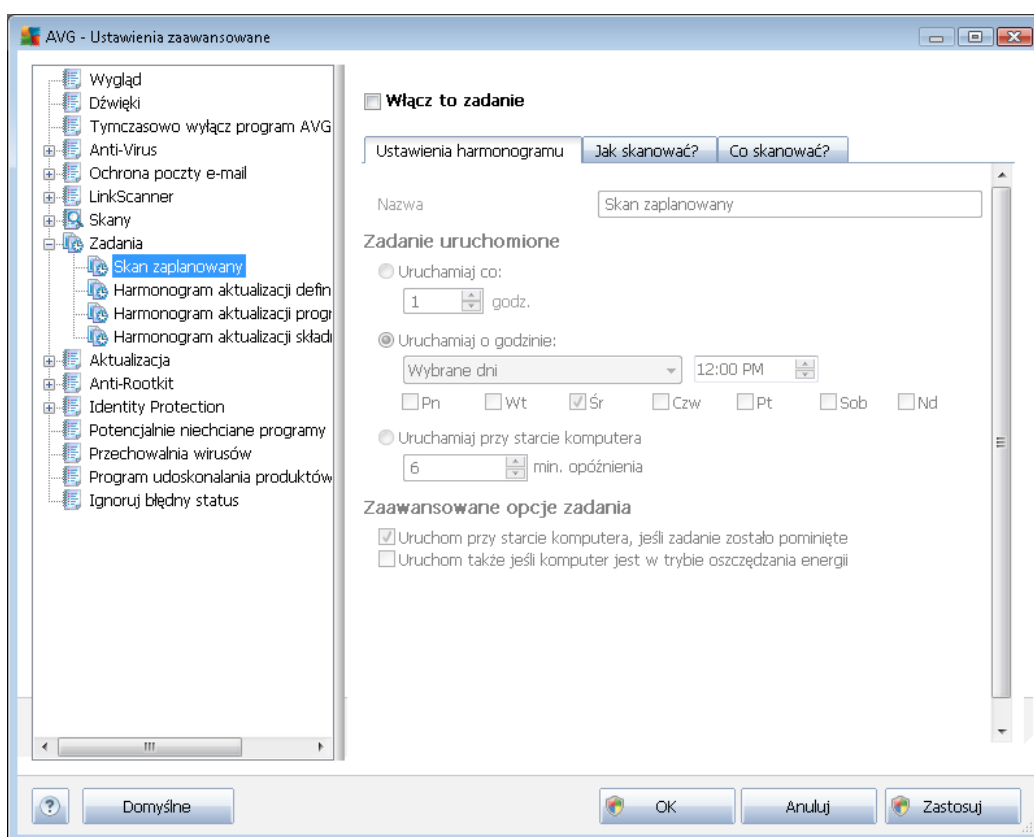 AVG - Ustawienia zaawansowane
Wygląd
Dźwięki
Tymczasowo wyłącz program AVG
Anti-Virus
Ochrona poczty e-mail
LinkScanner
Skany
Zadania
Skan zaplanowany
Harmonogram aktualizacji defin
Harmonogram aktualizacji progr
Harmonogram aktualizacji składi
Aktualizacja
Anti-Rootkit
Identity Protection
Potencjalnie niechciane programy
Przechowalnia wirusów
Program udoskonalania produktów
Ignoruj błędny status
Włącz to zadanie
Ustawienia harmonogramu Jak skanować? Co skanować?
Nazwa Skan zaplanowany
Zadanie uruchomione
Uruchamiaj co:
1 godz.
Uruchamiaj o godzinie:
Wybrane dni 12:00 PM
Pn Wt Śr Czw Pt Sob Nd
Uruchamiaj przy starcie komputera
6 min. opóźnienia
Zaawansowane opcje zadania
Uruchom przy starcie komputera, jeśli zadanie zostało pominięte
Uruchom także jeśli komputer jest w trybie oszczędzania energii
? Domyślne OK Anuluj Zastosuj